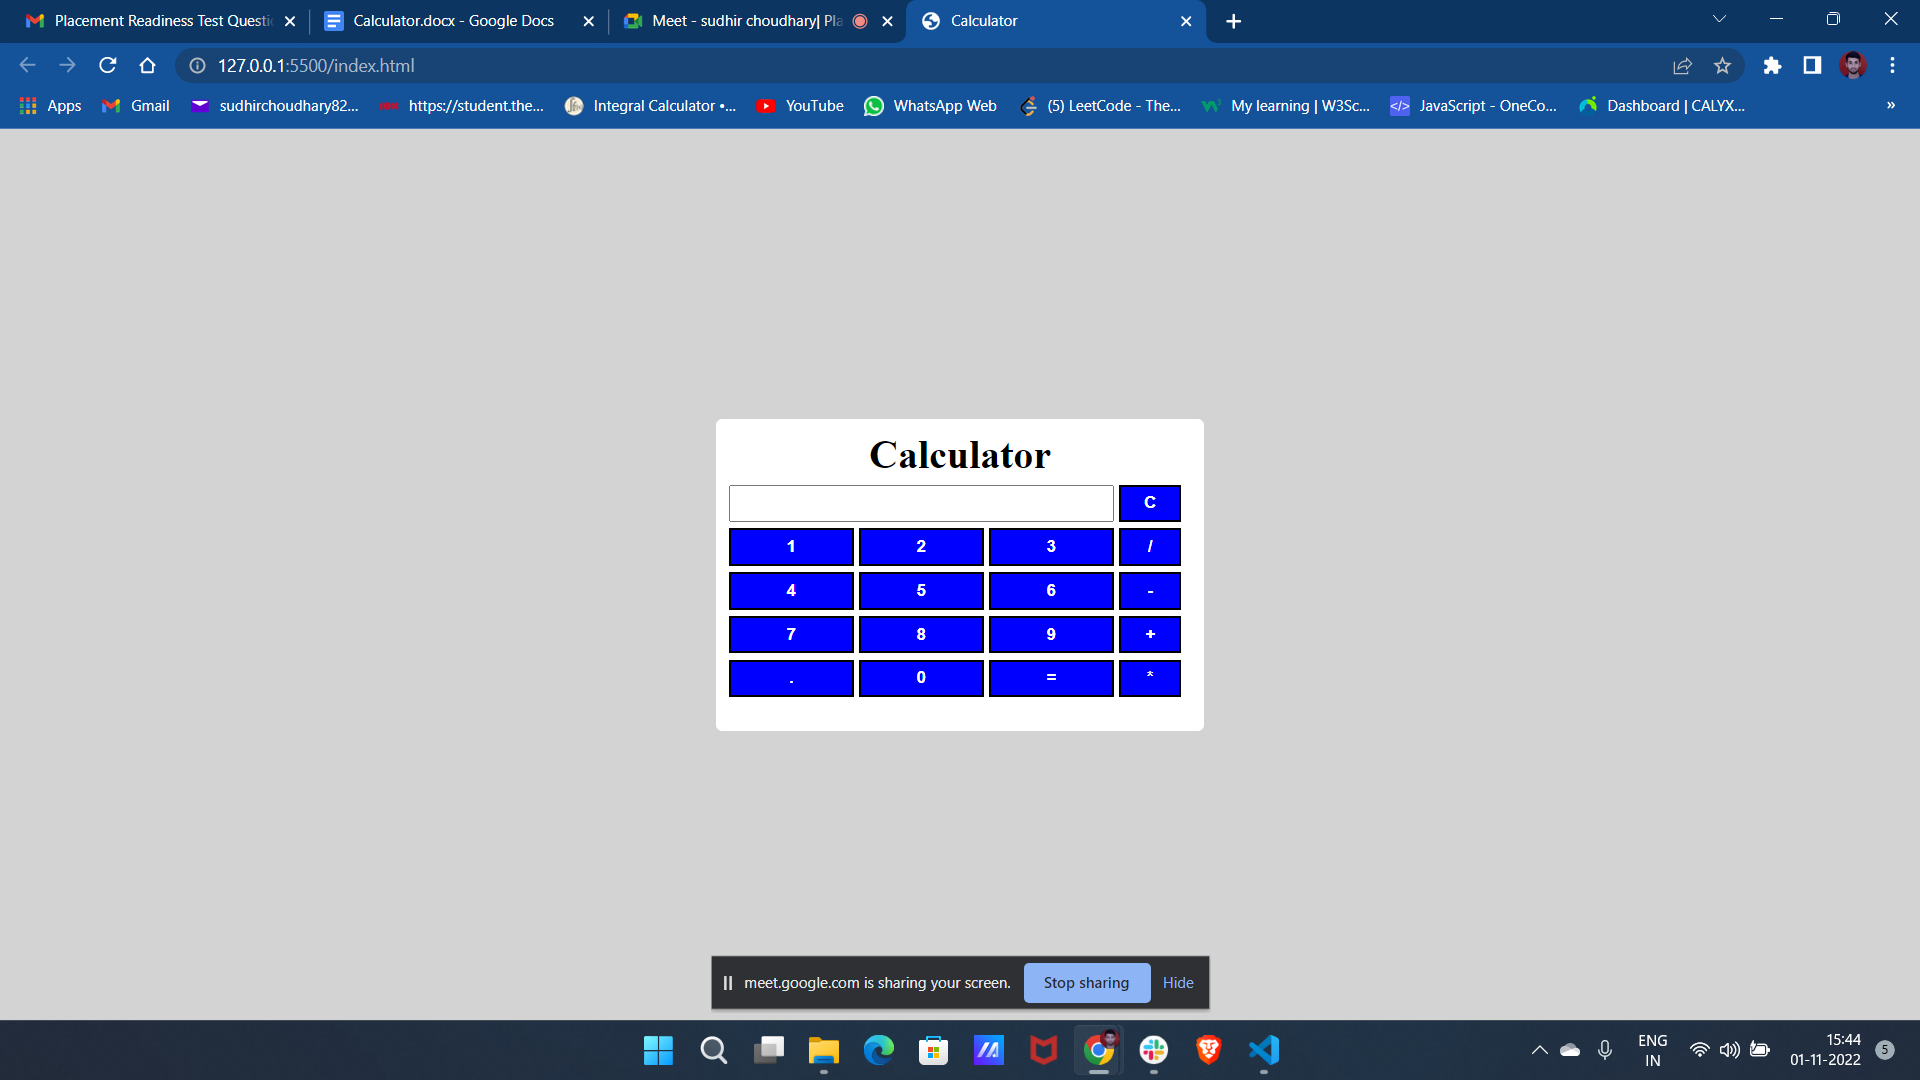 Placement Readiness Test Questi
Calculator.docx - Google Docs
Meet - sudhir choudhary| Pla
Calculator
127.0.0.1:5500/index.html
Apps
Gmail
sudhirchoudhary82...
https://student.the...
Integral Calculator •...
YouTube
WhatsApp Web
(5) LeetCode - The...
My learning | W3Sc...
JavaScript - OneCo...
Dashboard | CALYX...
»
Calculator
C
1 2 3 /
4 5 6 -
7 8 9 +
. 0 = *
meet.google.com is sharing your screen. Stop sharing Hide
ENG
IN
15:44
01-11-2022
5